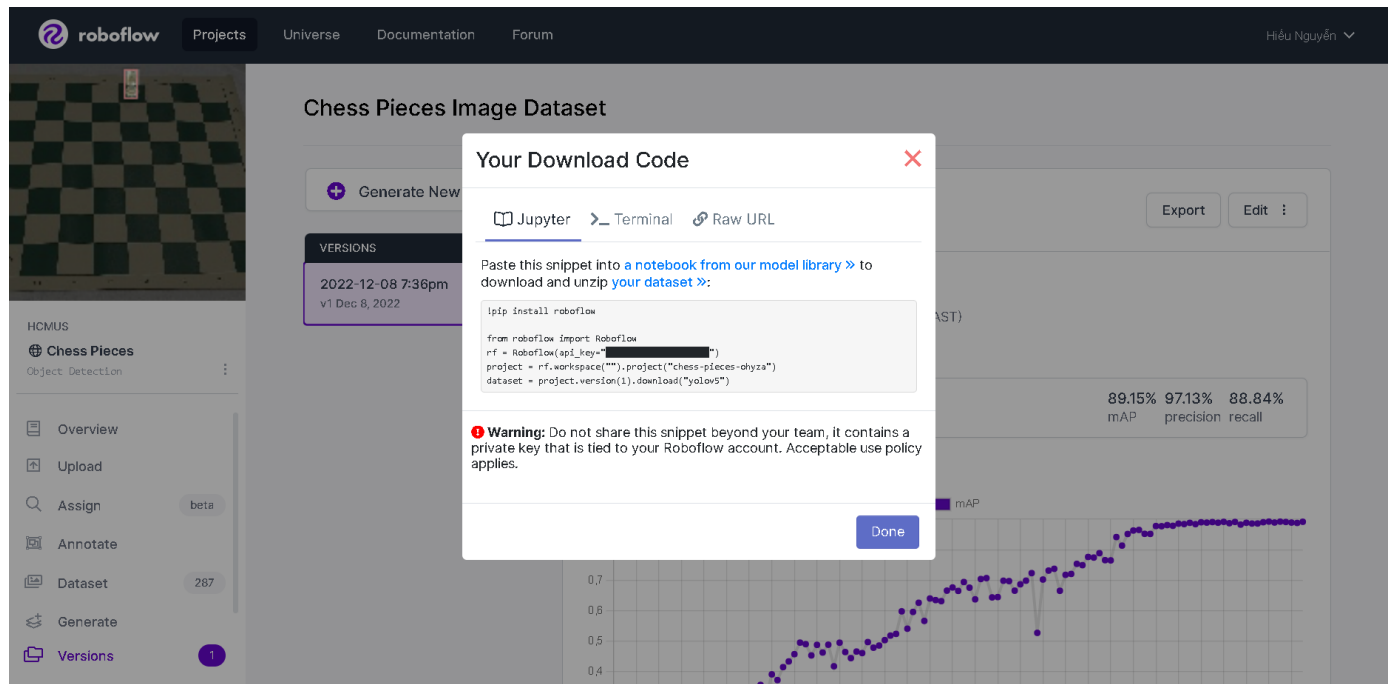 roboflow Projects Universe Documentation Forum Hiếu Nguyễn
Chess Pieces Image Dataset
Your Download Code
Generate New
Jupyter Terminal Raw URL
Export Edit
VERSIONS
2022-12-08 7:36pm
v1 Dec 8, 2022
Paste this snippet into a notebook from our model library » to
download and unzip your dataset »:
!pip install roboflow
from roboflow import Roboflow
rf = Roboflow(api_key=" ")
project = rf.workspace("").project("chess-pieces-ohyza")
dataset = project.version(1).download("yolov5")
AST)
HCMUS
Chess Pieces
Object Detection
89.15% 97.13% 88.84%
mAP precision recall
Warning: Do not share this snippet beyond your team, it contains a
private key that is tied to your Roboflow account. Acceptable use policy
applies.
Overview
Upload
Assign beta
Annotate
Dataset 287
Generate
Versions 1
Done
mAP
0,7
0,6
0,5
0,4